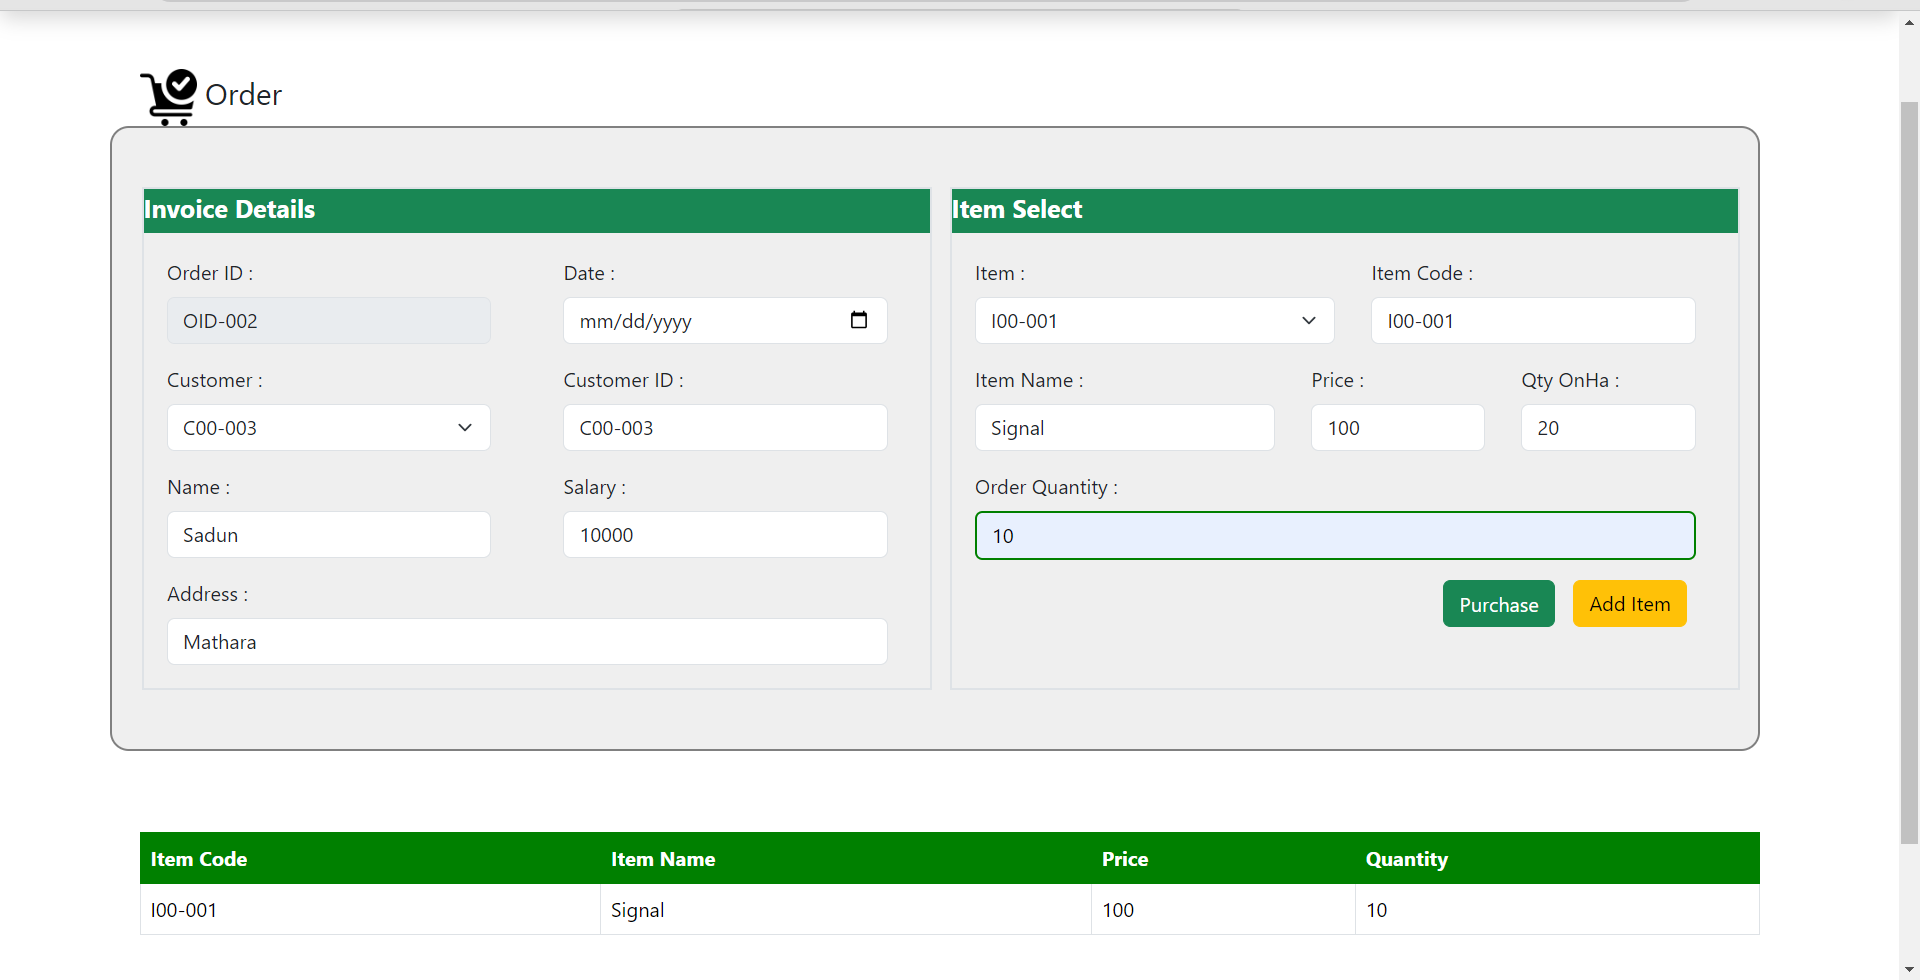 Order
Invoice Details
Order ID :
Date :
OID-002
mm/dd/yyyy
Customer :
Customer ID :
C00-003
C00-003
Name :
Salary :
Sadun
10000
Address :
Mathara
Item Select
Item :
Item Code :
I00-001
I00-001
Item Name :
Price :
Qty OnHa :
Signal
100
20
Order Quantity :
10
Purchase
Add Item
Item Code Item Name Price Quantity
I00-001 Signal 100 10